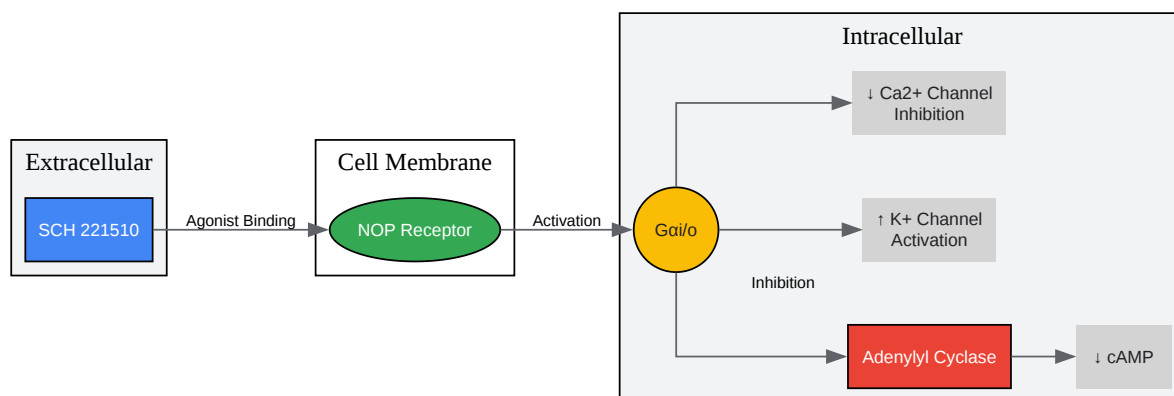 Extracellular
SCH 221510
Agonist Binding
Cell Membrane
NOP Receptor
Activation
Intracellular
Gαi/o
↓ Ca2+ Channel
Inhibition
↑ K+ Channel
Activation
Inhibition
Adenylyl Cyclase
↓ cAMP